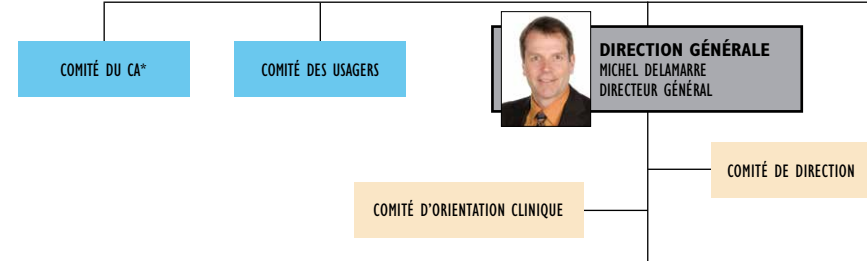 COMITÉ DU CA*
COMITÉ DES USAGERS
DIRECTION GÉNÉRALE
MICHEL DELAMARRE
DIRECTEUR GÉNÉRAL
COMITÉ DE DIRECTION
COMITÉ D'ORIENTATION CLINIQUE